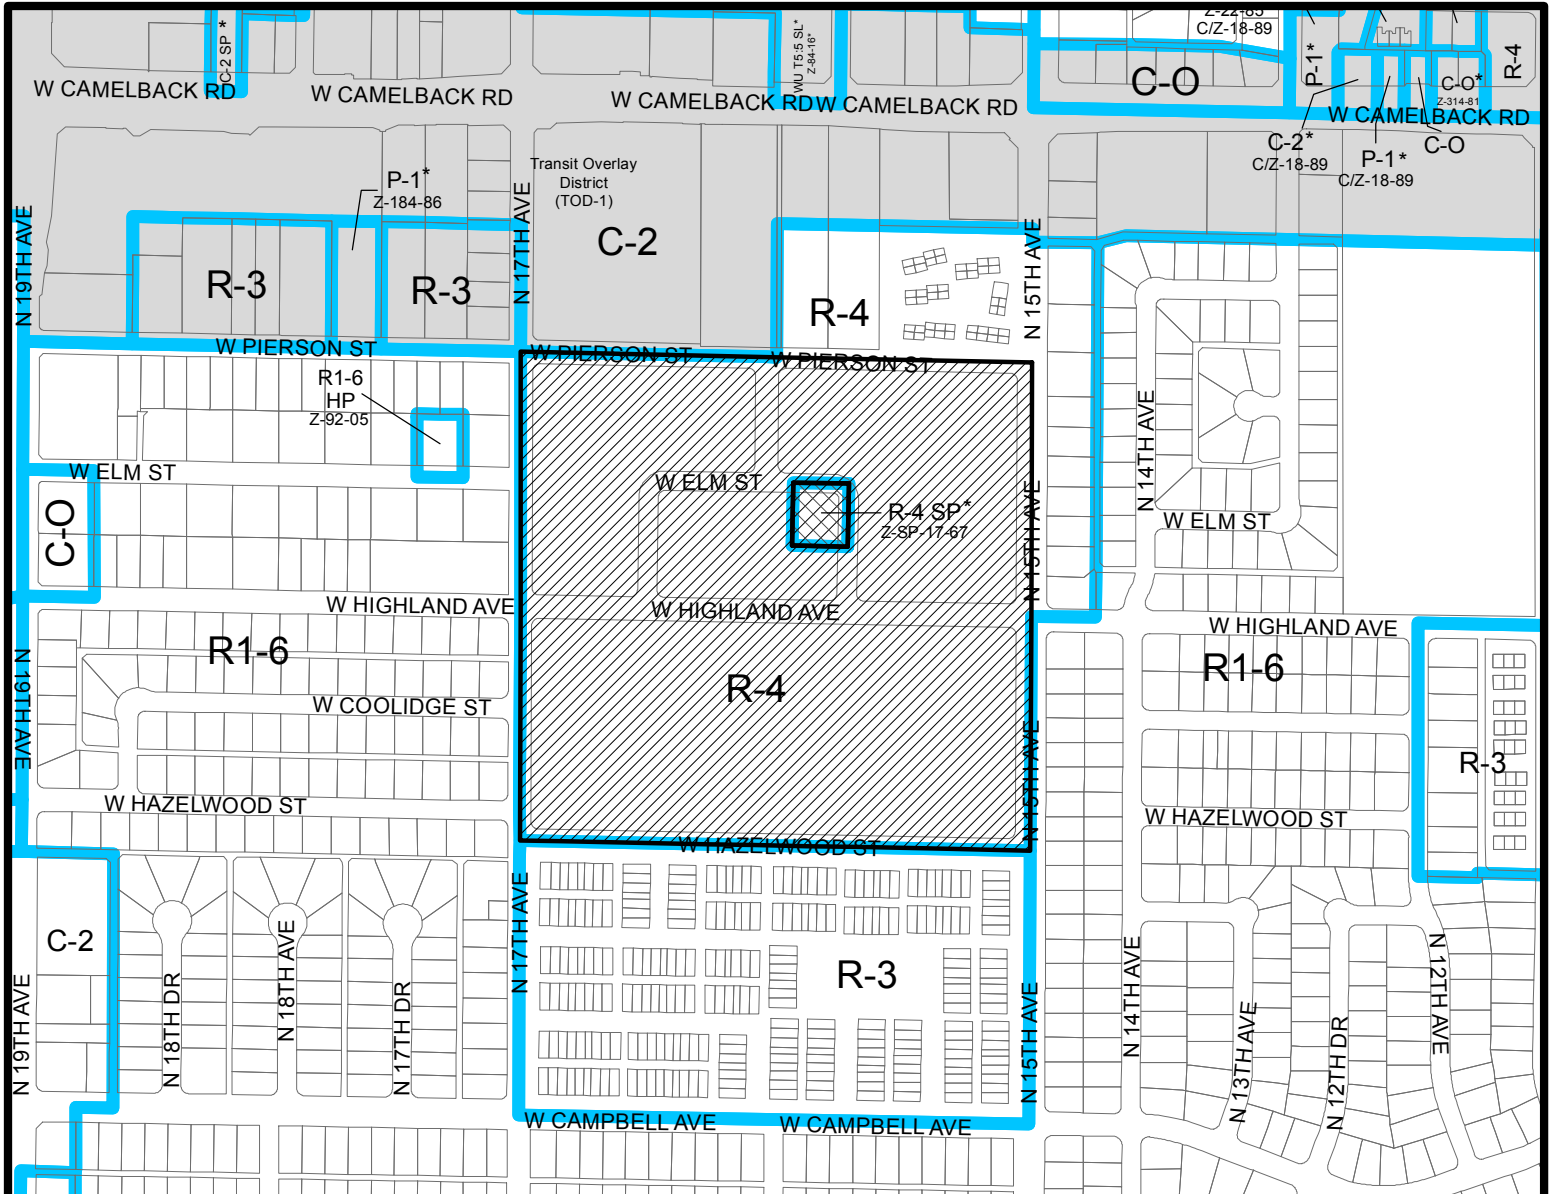 C-2 SP *
WU T5:5 SL*
Z-84-16*
Z-22-85
C/Z-18-89
C-O
P-1*
C-O*
Z-314-81
R-4
W CAMELBACK RD
W CAMELBACK RD
W CAMELBACK RD
W CAMELBACK RD
W CAMELBACK RD
C-2*
C/Z-18-89
P-1*
C/Z-18-89
C-O
P-1*
Z-184-86
Transit Overlay
District
(TOD-1)
C-2
N 19TH AVE
R-3
R-3
N 17TH AVE
R-4
N 15TH AVE
W PIERSON ST
W PIERSON ST
W PIERSON ST
R1-6
HP
Z-92-05
N 14TH AVE
W ELM ST
W ELM ST
R-4 SP*
Z-SP-17-67
N 15TH AVE
W ELM ST
C-O
W HIGHLAND AVE
W HIGHLAND AVE
W HIGHLAND AVE
R1-6
R1-6
N 19TH AVE
R-4
W COOLIDGE ST
N 15TH AVE
R-3
W HAZELWOOD ST
W HAZELWOOD ST
W HAZELWOOD ST
C-2
N 17TH AVE
R-3
N 19TH AVE
N 18TH DR
N 18TH AVE
N 17TH DR
N 15TH AVE
N 14TH AVE
N 13TH AVE
N 12TH DR
N 12TH AVE
W CAMPBELL AVE
W CAMPBELL AVE